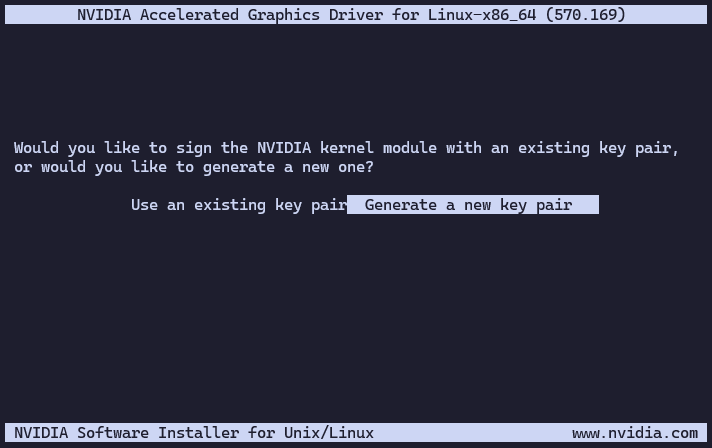 NVIDIA Accelerated Graphics Driver for Linux-x86_64 (570.169)
Would you like to sign the NVIDIA kernel module with an existing key pair,
or would you like to generate a new one?
Use an existing key pair Generate a new key pair
NVIDIA Software Installer for Unix/Linux www.nvidia.com